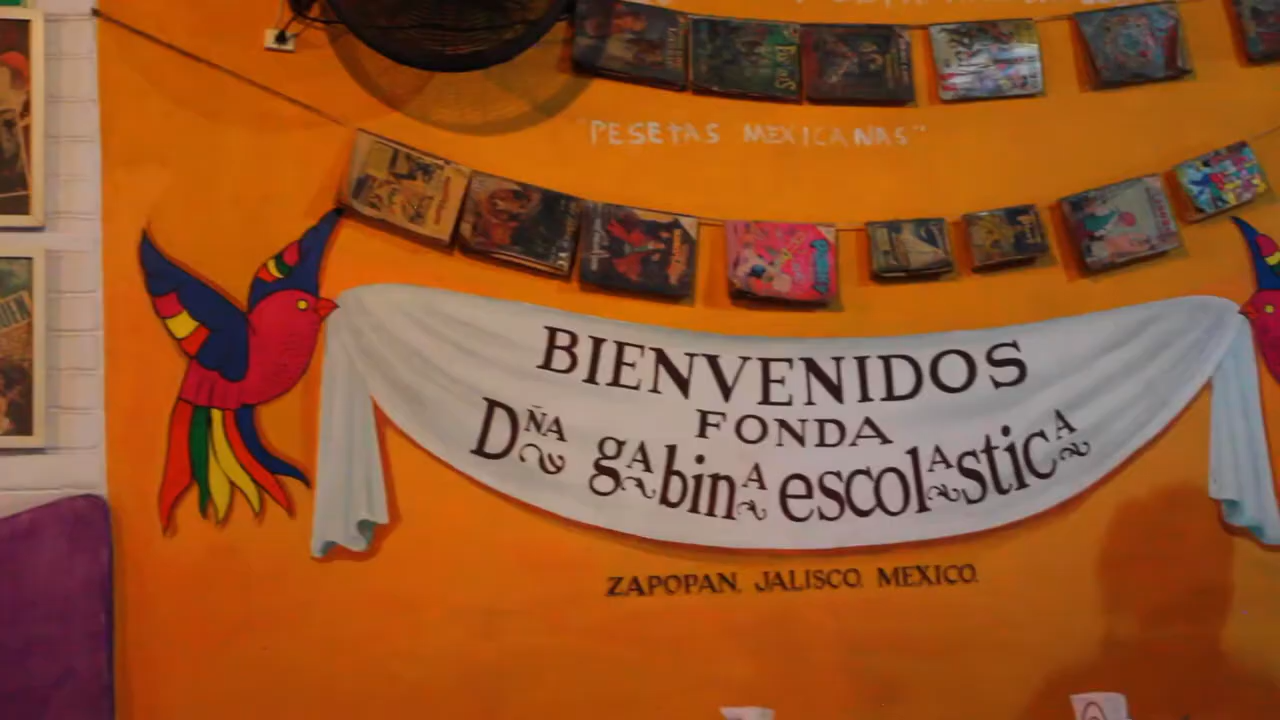 "PESETAS MEXICANAS"
BIENVENIDOS
FONDA
DÑA gAbinA escolAsticA
ZAPOPAN, JALISCO, MEXICO.